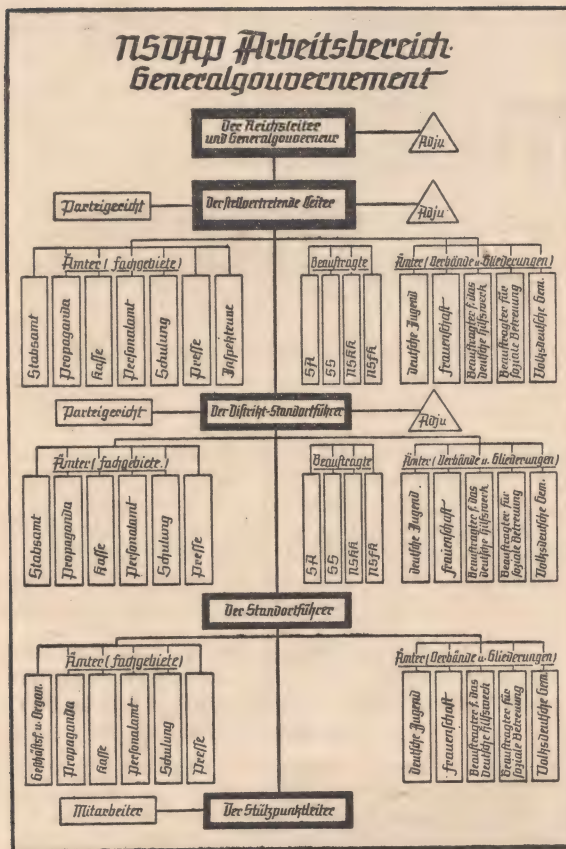 NSDAP Arbeitsbereich-
Generalgouvernement
Der Reichsleiter
und Generalgouverneur
Adju
Parteigericht
Der stellvertretende Leiter
Adju
Ämter (Fachgebiete)
Stabsamt
Propaganda
Kasse
Personalamt
Schulung
Presse
Inspekteure
Beauftragte
SA
SS
NSKK
NSFK
Ämter (Verbände u. Gliederungen)
Deutsche Jugend
Frauenschaft
Beauftragter f. das
Deutsche Hilfswerk
Beauftragter für
soziale Betreuung
Volksdeutsche Gem.
Parteigericht
Der Distrikt-Standortführer
Adju
Ämter (Fachgebiete.)
Stabsamt
Propaganda
Kasse
Personalamt
Schulung
Presse
Beauftragte
SA
SS
NSKK
NSFK
Ämter (Verbände u. Gliederungen)
Deutsche Jugend.
Frauenschaft
Beauftragter f. das
Deutsche Hilfswerk
Beauftragter für
soziale Betreuung
Volksdeutsche Gem.
Der Standortführer
Ämter (Fachgebiete)
Geschäftsf. u. Organ.
Propaganda
Kasse
Personalamt
Schulung
Presse
Ämter (Verbände u. Gliederungen)
Deutsche Jugend
Frauenschaft
Beauftragter f. das
Deutsche Hilfswerk
Beauftragter für
soziale Betreuung
Volksdeutsche Gem.
Mitarbeiter
Der Stützpunktleiter